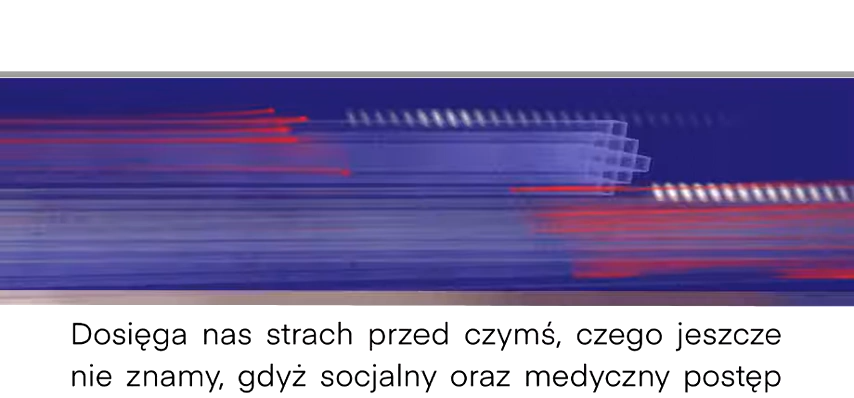 Dosięga nas strach przed czymś, czego jeszcze
nie znamy, gdyż socjalny oraz medyczny postęp